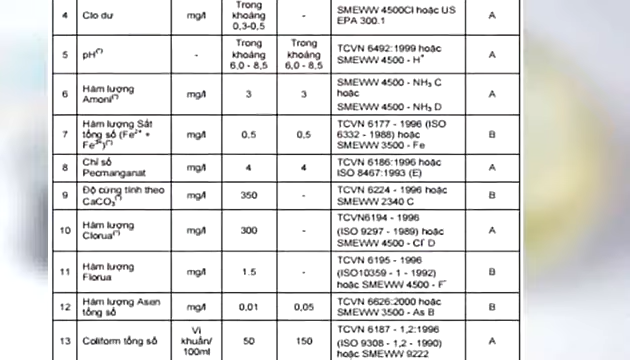 4 Clo dư mg/l Trong khoảng 0,3-0,5 - SMEWW 4500Cl hoặc US EPA 300.1 A
5 pH(*) - Trong khoảng 6,0 - 8,5 Trong khoảng 6,0 - 8,5 TCVN 6492:1999 hoặc SMEWW 4500 - H+ A
6 Hàm lượng Amoni(*) mg/l 3 3 SMEWW 4500 - NH3 C hoặc SMEWW 4500 - NH3 D A
7 Hàm lượng Sắt tổng số (Fe2+ + Fe3+)(*) mg/l 0,5 0,5 TCVN 6177 - 1996 (ISO 6332 - 1988) hoặc SMEWW 3500 - Fe B
8 Chỉ số Pecmanganat mg/l 4 4 TCVN 6186:1996 hoặc ISO 8467:1993 (E) A
9 Độ cứng tính theo CaCO3(*) mg/l 350 - TCVN 6224 - 1996 hoặc SMEWW 2340 C B
10 Hàm lượng Clorua(*) mg/l 300 - TCVN6194 - 1996 (ISO 9297 - 1989) hoặc SMEWW 4500 - Cl- D A
11 Hàm lượng Florua mg/l 1.5 - TCVN 6195 - 1996 (ISO10359 - 1 - 1992) hoặc SMEWW 4500 - F- B
12 Hàm lượng Asen tổng số mg/l 0,01 0,05 TCVN 6626:2000 hoặc SMEWW 3500 - As B B
13 Coliform tổng số Vi khuẩn/ 100ml 50 150 TCVN 6187 - 1,2:1996 (ISO 9308 - 1,2 - 1990) hoặc SMEWW 9222 A